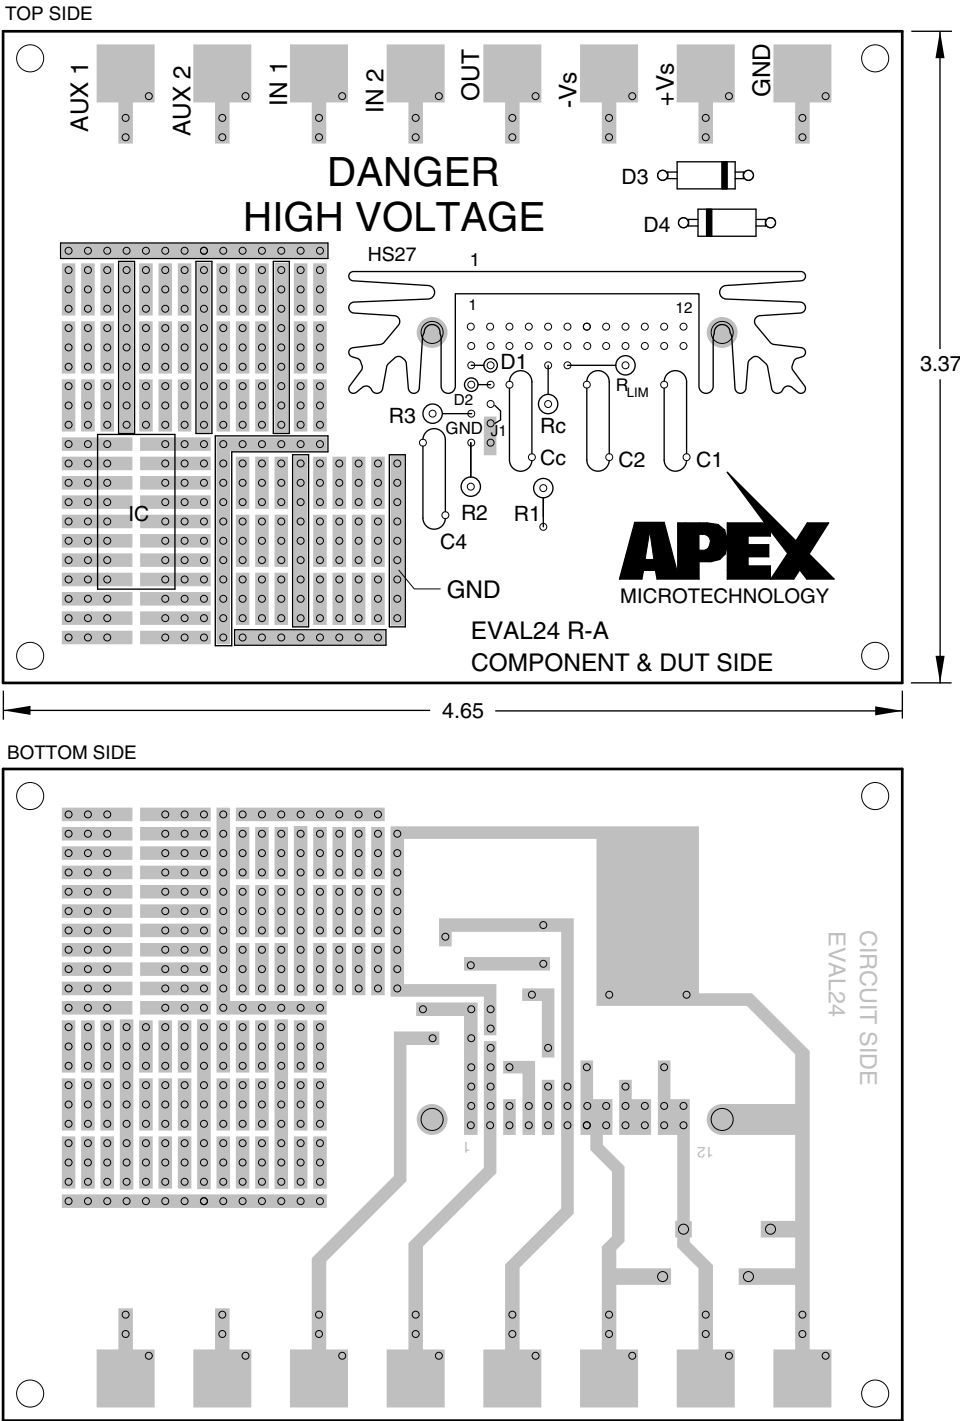 TOP SIDE
AUX 1
AUX 2
IN 1
IN 2
OUT
-Vs
+Vs
GND
DANGER
HIGH VOLTAGE
D3
D4
HS27
1
1
12
3.37
D1
D2
RLIM
R3
GND
J1
Rc
Cc
C2
C1
IC
R2
R1
C4
GND
APEX
MICROTECHNOLOGY
EVAL24 R-A
COMPONENT & DUT SIDE
4.65
BOTTOM SIDE
CIRCUIT SIDE
EVAL24
1
12